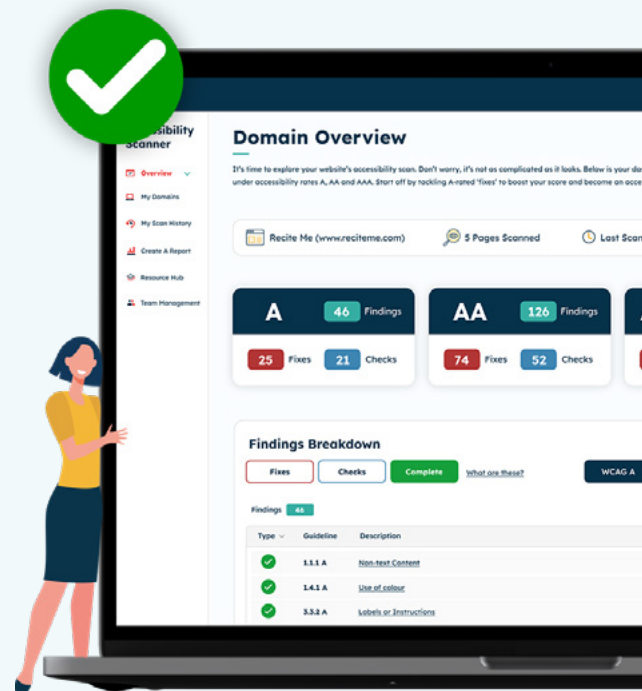 Scanner
Domain Overview
It's time to explore your website's accessibility scan. Don't worry, it's not as complicated as it looks. Below is your
under accessibility rates A, AA and AAA. Start off by tackling A-rated 'fixes' to boost your score and become an
Overview
My Domains
My Scan History
Create A Report
Resource Hub
Team Management
Recite Me (www.reciteme.com)
5 Pages Scanned
Last
A
46 Findings
25 Fixes
21 Checks
AA
126 Findings
74 Fixes
52 Checks
Findings Breakdown
Fixes
Checks
Complete
What are these?
WCAG A
Findings 46
Type Guideline Description
1.1.1 A Non-text Content
1.4.1 A Use of colour
3.3.2 A Labels or Instructions